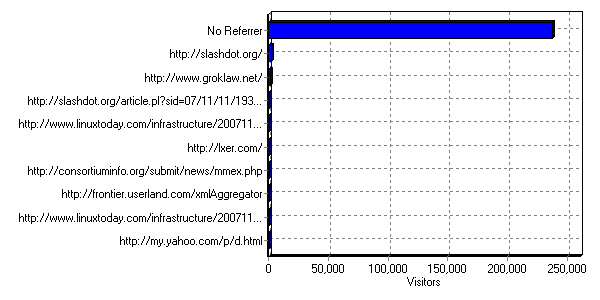 No Referrer
http://slashdot.org/
http://www.groklaw.net/
http://slashdot.org/article.pl?sid=07/11/11/193...
http://www.linuxtoday.com/infrastructure/200711...
http://lxer.com/
http://consortiuminfo.org/submit/news/mmex.php
http://frontier.userland.com/xmlAggregator
http://www.linuxtoday.com/infrastructure/200711...
http://my.yahoo.com/p/d.html
0 50,000 100,000 150,000 200,000 250,000
Visitors